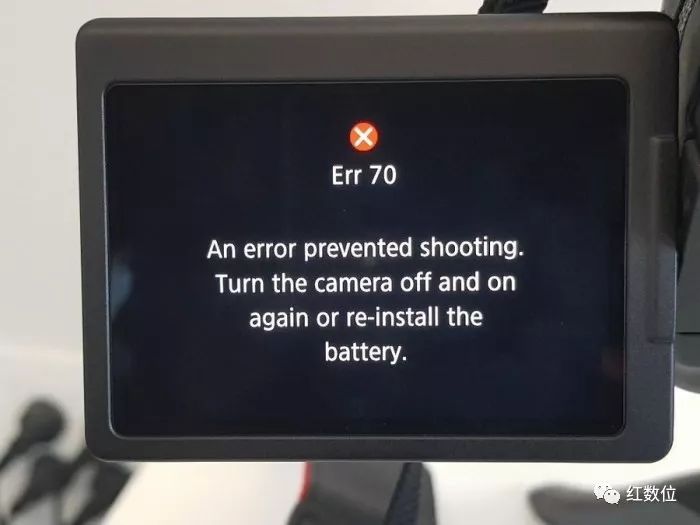 Err 70
An error prevented shooting.
Turn the camera off and on
again or re-install the
battery.
红数位